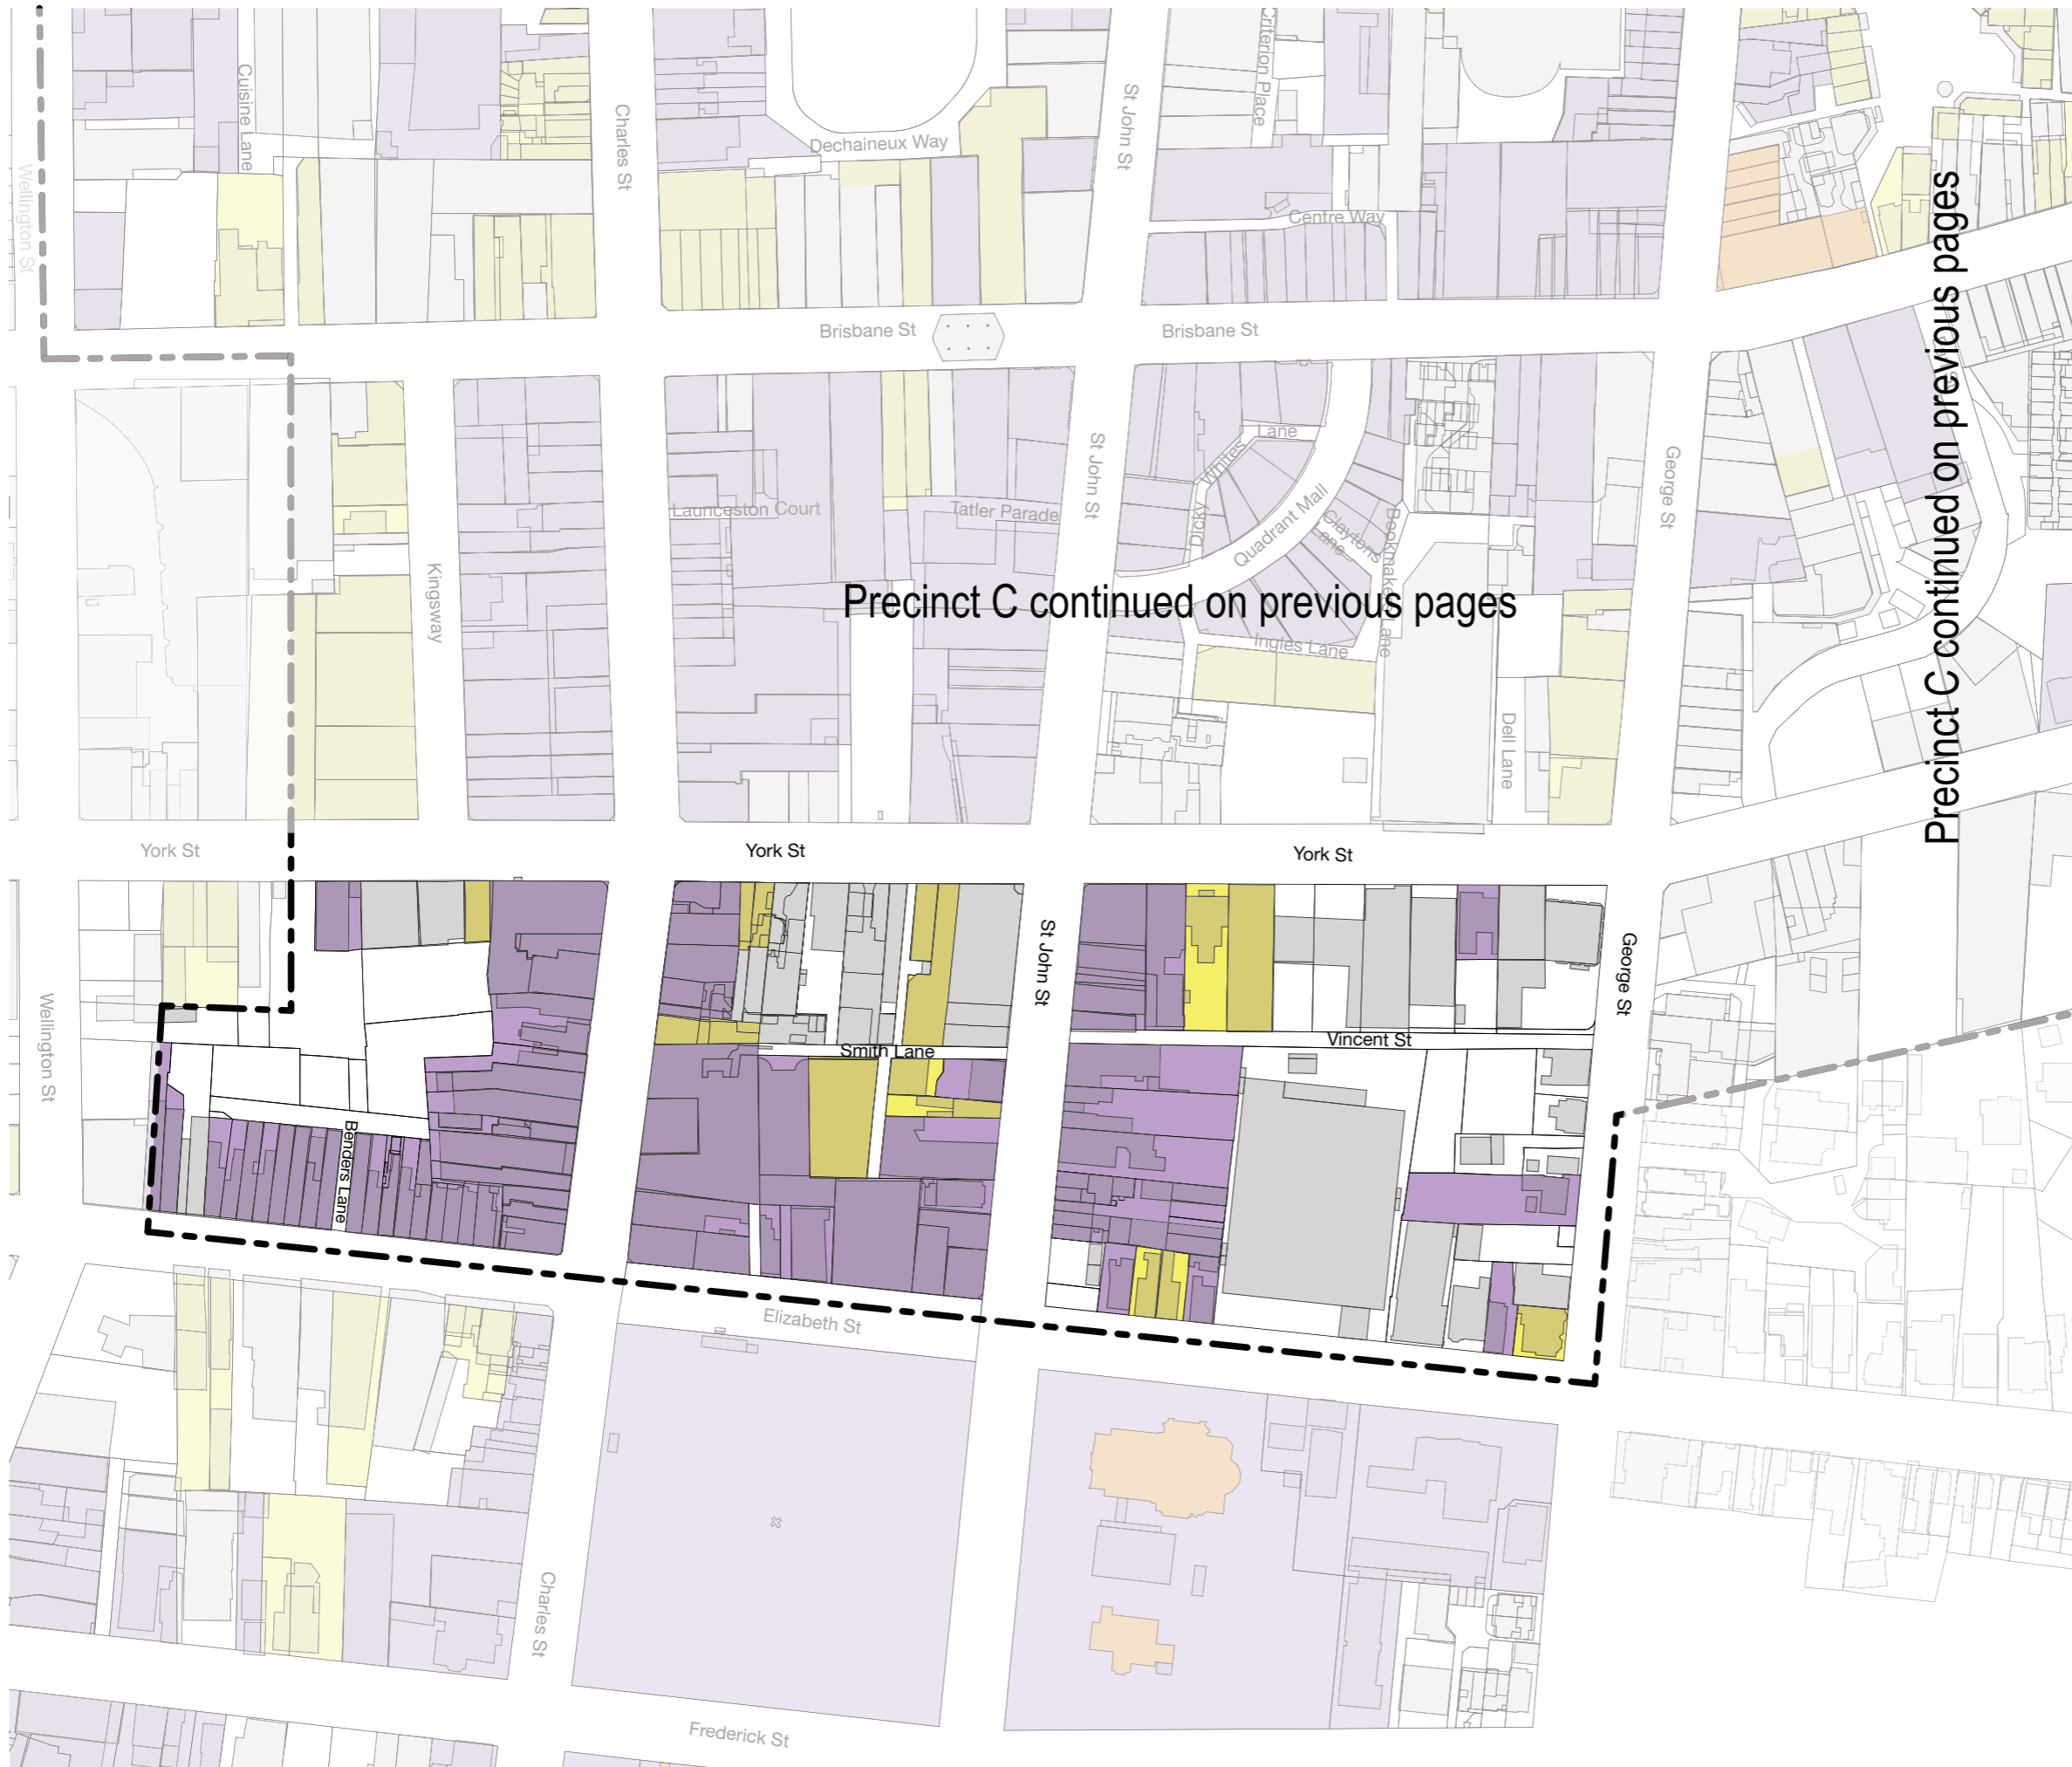 Cuisine Lane
Criterion Place
Charles St
St John St
Wellington St
Dechaineux Way
Centre Way
Brisbane St
Brisbane St
Precinct C continued on previous pages
Lane
Whites
Dicky
St John St
George St
Launceston Court
Tatler Parade
Quadrant Mall
Claytons
Lane
Bookmakers Lane
Kingsway
Precinct C continued on previous pages
Ingles Lane
Dell Lane
York St
York St
York St
St John St
George St
Wellington St
Smith Lane
Vincent St
Benders Lane
Elizabeth St
Charles St
Frederick St